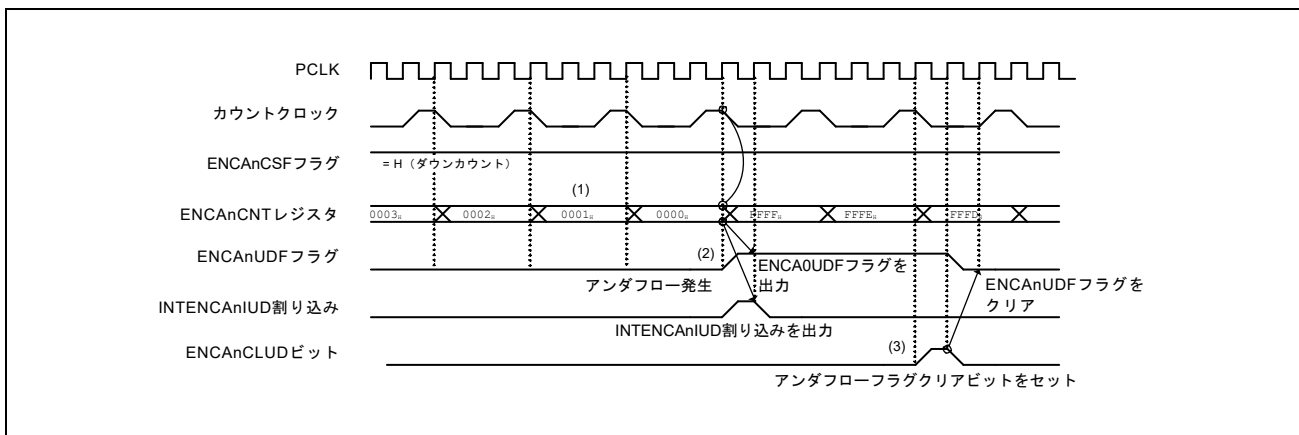 PCLK
カウントクロック
ENCAnCSFフラグ
= H（ダウンカウント）
(1)
ENCAnCNTレジスタ
0003H 0002H 0001H 0000H FFFFH FFFEH FFFDH
ENCAnUDFフラグ
(2)
アンダフロー発生
ENCA0UDFフラグを
出力
ENCAnUDFフラグを
クリア
INTENCAnIUD割り込み
INTENCAnIUD割り込みを出力
ENCAnCLUDビット
(3)
アンダフローフラグクリアビットをセット